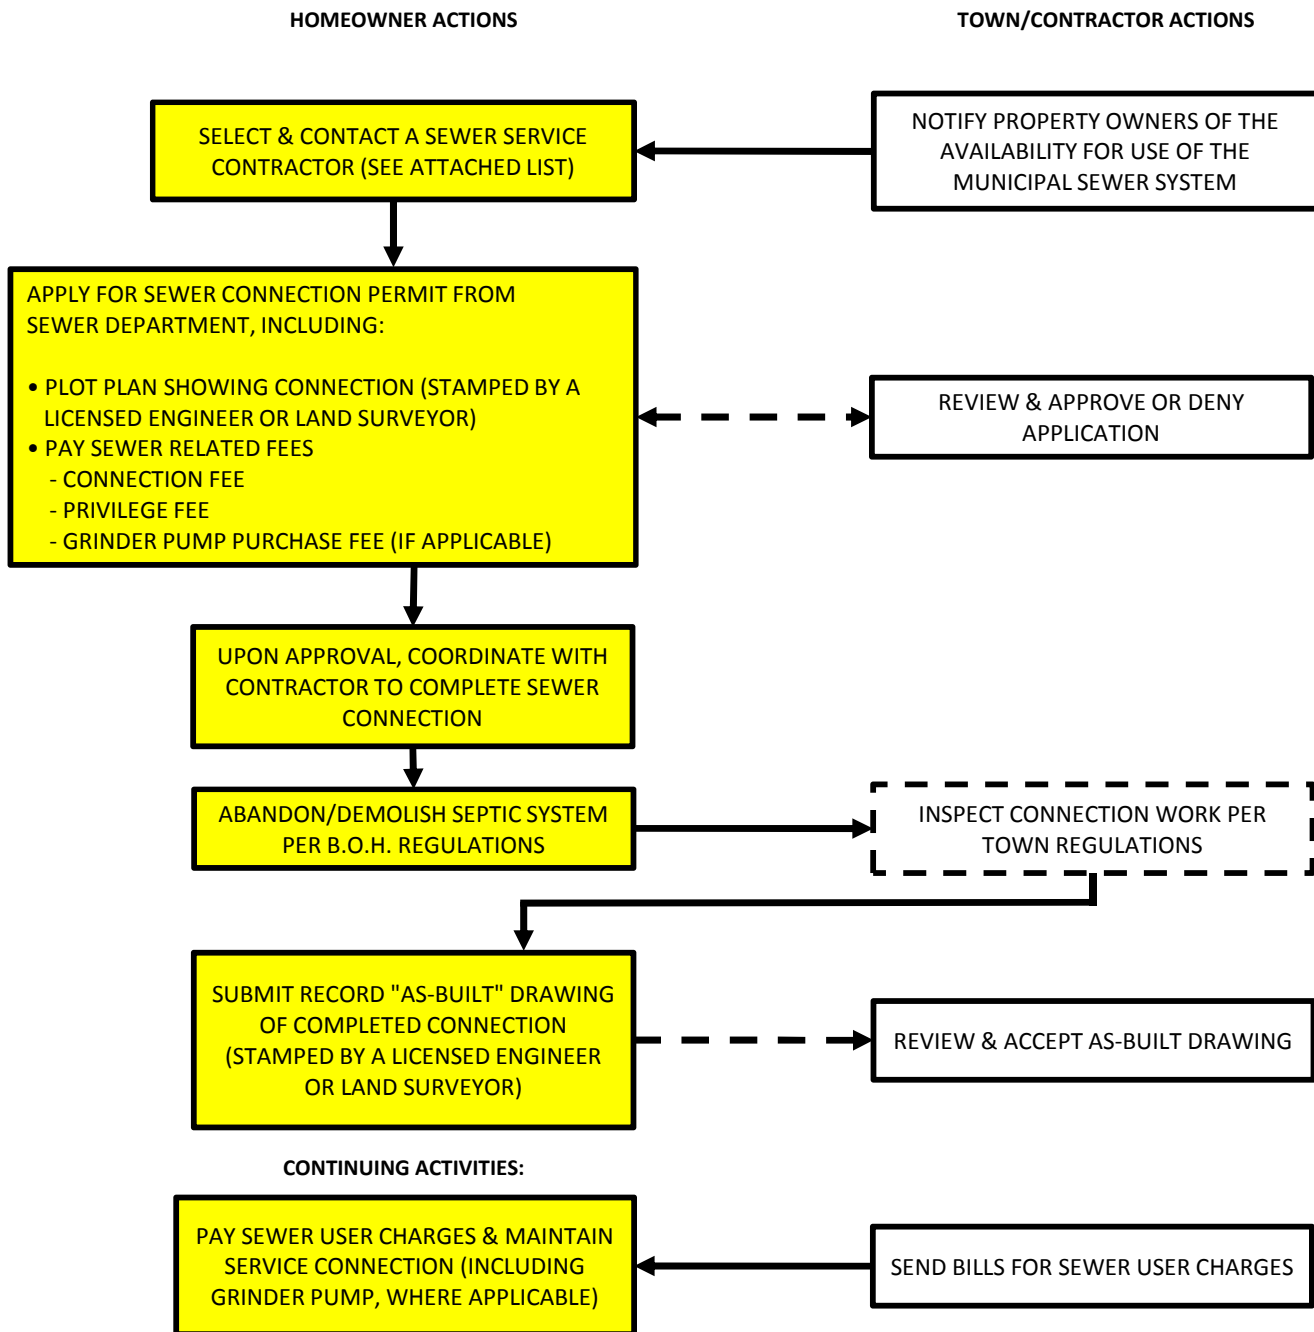 HOMEOWNER ACTIONS
TOWN/CONTRACTOR ACTIONS
SELECT & CONTACT A SEWER SERVICE
CONTRACTOR (SEE ATTACHED LIST)
NOTIFY PROPERTY OWNERS OF THE
AVAILABILITY FOR USE OF THE
MUNICIPAL SEWER SYSTEM
APPLY FOR SEWER CONNECTION PERMIT FROM
SEWER DEPARTMENT, INCLUDING:
• PLOT PLAN SHOWING CONNECTION (STAMPED BY A
LICENSED ENGINEER OR LAND SURVEYOR)
• PAY SEWER RELATED FEES
- CONNECTION FEE
- PRIVILEGE FEE
- GRINDER PUMP PURCHASE FEE (IF APPLICABLE)
REVIEW & APPROVE OR DENY
APPLICATION
UPON APPROVAL, COORDINATE WITH
CONTRACTOR TO COMPLETE SEWER
CONNECTION
ABANDON/DEMOLISH SEPTIC SYSTEM
PER B.O.H. REGULATIONS
INSPECT CONNECTION WORK PER
TOWN REGULATIONS
SUBMIT RECORD "AS-BUILT" DRAWING
OF COMPLETED CONNECTION
(STAMPED BY A LICENSED ENGINEER
OR LAND SURVEYOR)
REVIEW & ACCEPT AS-BUILT DRAWING
CONTINUING ACTIVITIES:
PAY SEWER USER CHARGES & MAINTAIN
SERVICE CONNECTION (INCLUDING
GRINDER PUMP, WHERE APPLICABLE)
SEND BILLS FOR SEWER USER CHARGES